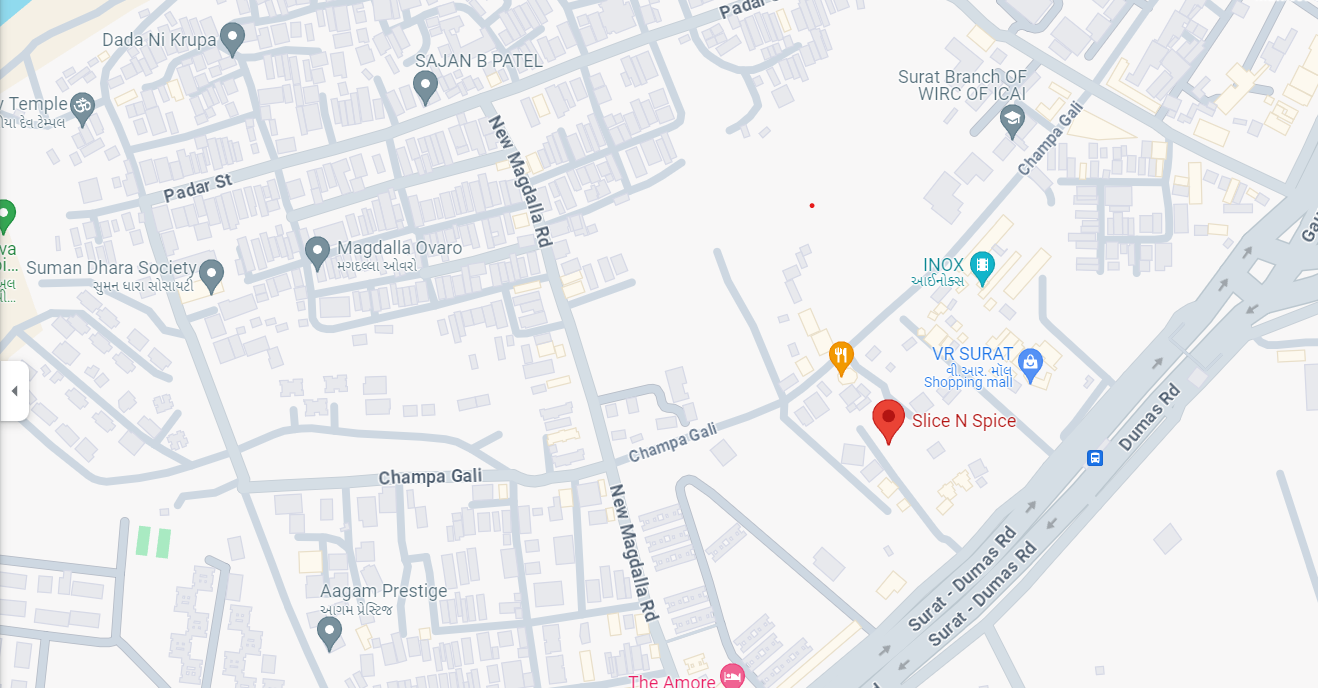 Padar S
Dada Ni Krupa
SAJAN B PATEL
Surat Branch OF
WIRC OF ICAI
Temple
દેવ ટેમ્પલ
Champa Gali
New Magdalla Rd
Padar St
Magdalla Ovaro
મગદલ્લા ઓવરો
Suman Dhara Society
સુમન ધારા સોસાયટી
INOX
આઈનોક્સ
VR SURAT
વી.આર. મૉલ
Shopping mall
Slice N Spice
Dumas Rd
Champa Gali
Champa Gali
New Magdalla Rd
Surat - Dumas Rd
Surat - Dumas Rd
Aagam Prestige
આગમ પ્રેસ્ટિજ
The Amore